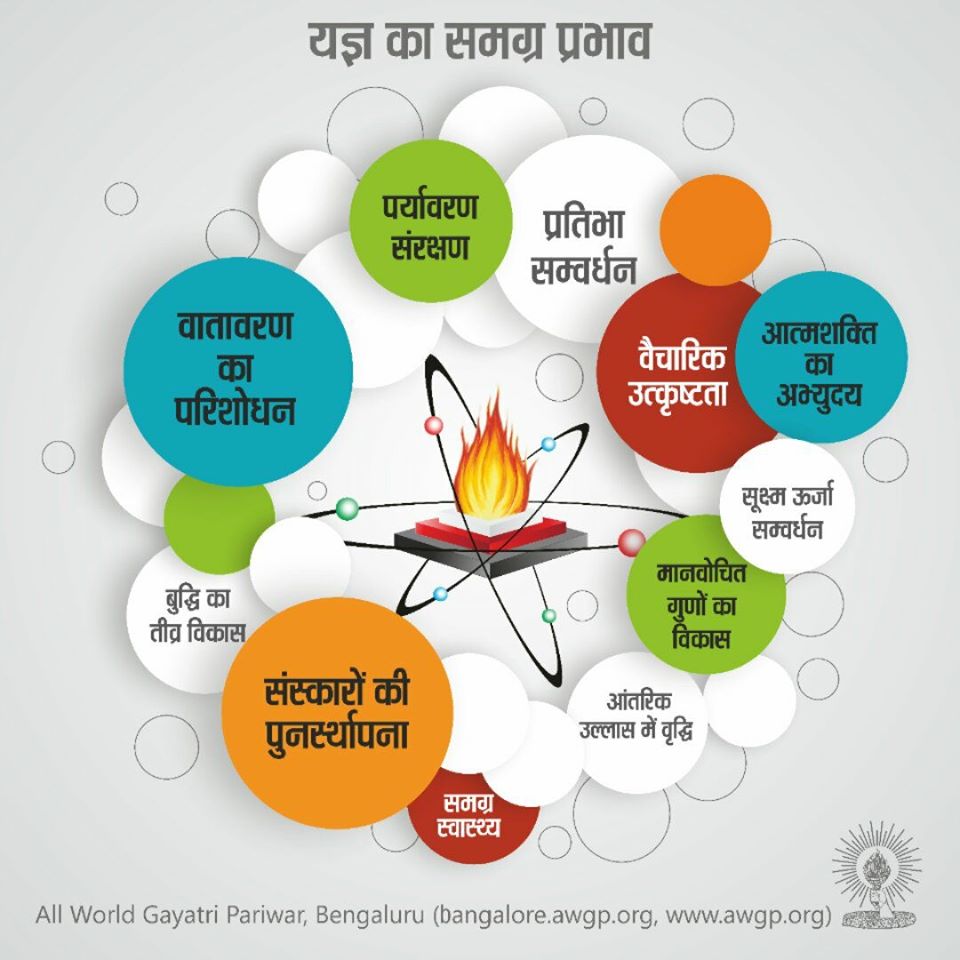 यज्ञ का समग्र प्रभाव
पर्यावरण
संरक्षण
प्रतिभा
सम्वर्धन
वैचारिक
उत्कृष्टता
आत्मशक्ति
का
अभ्युदय
सूक्ष्म ऊर्जा
सम्वर्धन
मानवोचित
गुणों का
विकास
आंतरिक
उल्लास में वृद्धि
समग्र
स्वास्थ्य
संस्कारों की
पुनर्स्थापना
बुद्धि का
तीव्र विकास
वातावरण
का
परिशोधन
All World Gayatri Pariwar, Bengaluru (bangalore.awgp.org, www.awgp.org)